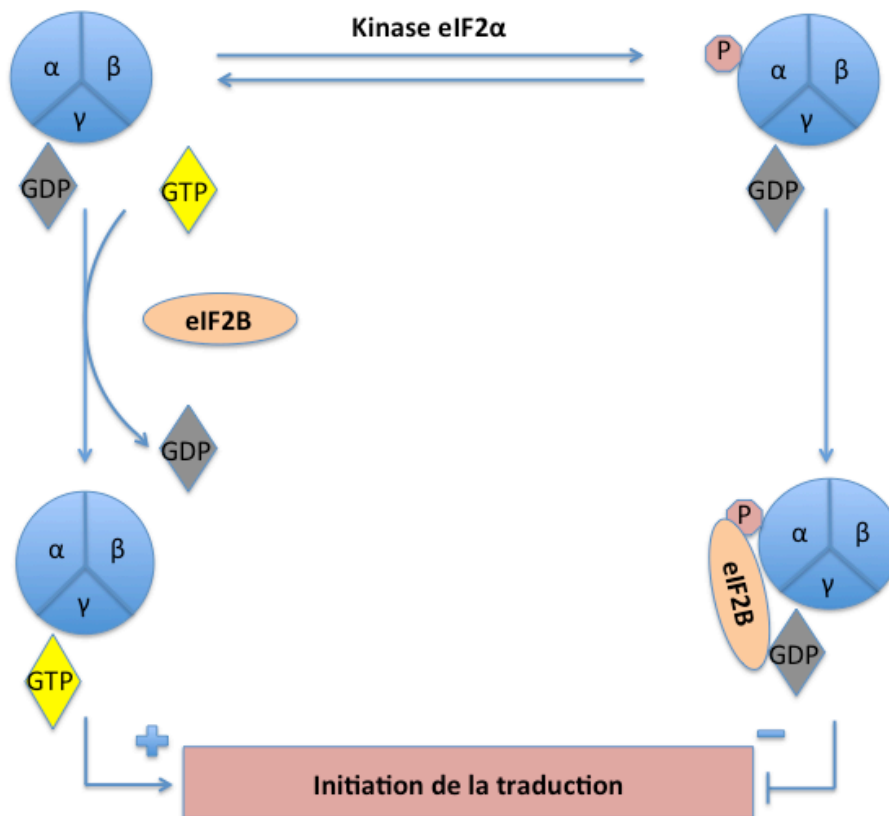 Kinase eIF2α
α β
γ
GDP
GTP
P
α β
γ
GDP
eIF2B
GDP
α β
γ
GTP
P
α β
γ
eIF2B
GDP
+
−
Initiation de la traduction